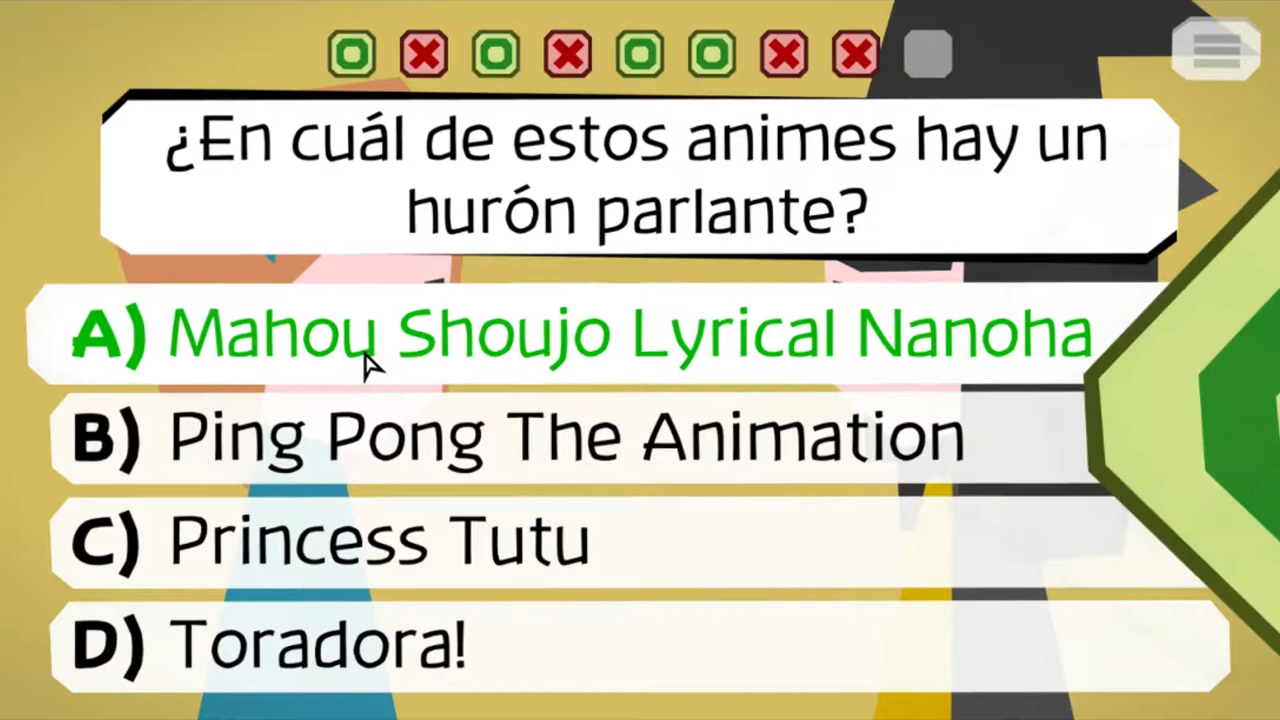 ¿En cuál de estos animes hay un
hurón parlante?
A) Mahou Shoujo Lyrical Nanoha
B) Ping Pong The Animation
C) Princess Tutu
D) Toradora!